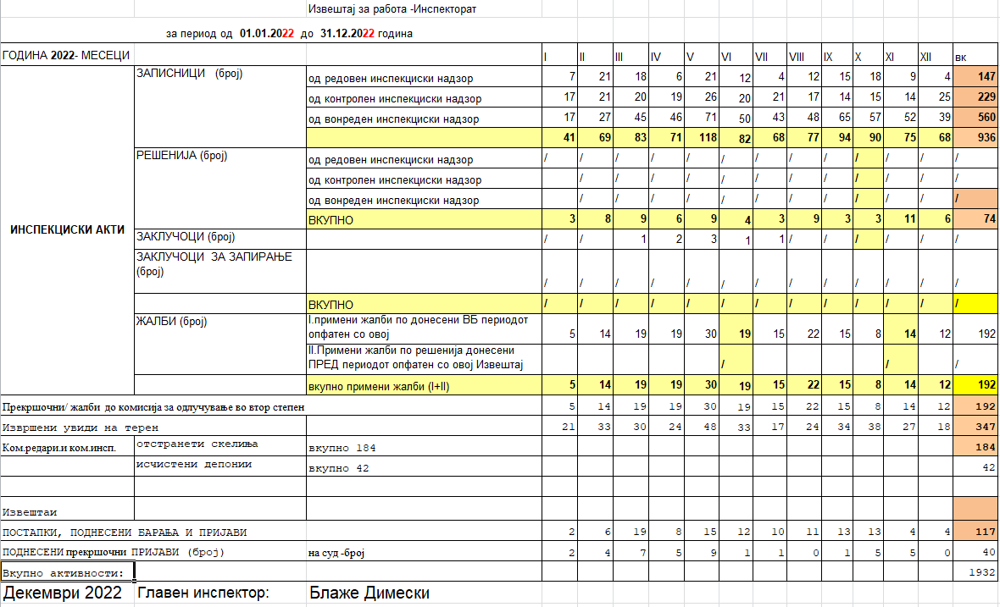 Извештај за работа -Инспекторат
за период од 01.01.2022 до 31.12.2022 година
ГОДИНА 2022- МЕСЕЦИ I II III IV V VI VII VIII IX X XI XII вк
ЗАПИСНИЦИ (број) од редовен инспекциски надзор 7 21 18 6 21 12 4 12 15 18 9 4 147
од контролен инспекциски надзор 17 21 20 19 26 20 21 17 14 15 14 25 229
од вонреден инспекциски надзор 17 27 45 46 71 50 43 48 65 57 52 39 560
41 69 83 71 118 82 68 77 94 90 75 68 936
РЕШЕНИЈА (број) од редовен инспекциски надзор / / / / / / / / / / / / /
од контролен инспекциски надзор / / / / / / / / / / / /
од вонреден инспекциски надзор / / / / / / / / / / / /
ИНСПЕКЦИСКИ АКТИ ВКУПНО 3 8 9 6 9 4 3 9 3 3 11 6 74
ЗАКЛУЧОЦИ (број) / / 1 2 3 1 1 / / / / / /
ЗАКЛУЧОЦИ ЗА ЗАПИРАЊЕ
(број)
/ / / / / / / / / / / / /
ВКУПНО / / / / / / / / / / / / /
ЖАЛБИ (број) I.примени жалби по донесени ВБ периодот
опфатен со овој 5 14 19 19 30 19 15 22 15 8 14 12 192
II.Примени жалби по решенија донесени
ПРЕД периодот опфатен со овој Извештај / / /
вкупно примени жалби (I+II) 5 14 19 19 30 19 15 22 15 8 14 12 192
Прекршочни/ жалби до комисија за одлучување во втор степен 5 14 19 19 30 19 15 22 15 8 14 12 192
Извршени увиди на терен 21 33 30 24 48 33 17 24 34 38 27 18 347
Ком.редари.и ком.инсп. отстранети скелиња вкупно 184 184
исчистени депонии вкупно 42 42
Извештаи
ПОСТАПКИ, ПОДНЕСЕНИ БАРАЊА И ПРИЈАВИ 2 6 19 8 15 12 10 11 13 13 4 4 117
ПОДНЕСЕНИ прекршочни ПРИЈАВИ (број) на суд -број 2 4 7 5 9 1 1 0 1 5 5 0 40
Вкупно активности: 1932
Декември 2022 Главен инспектор: Блаже Димески